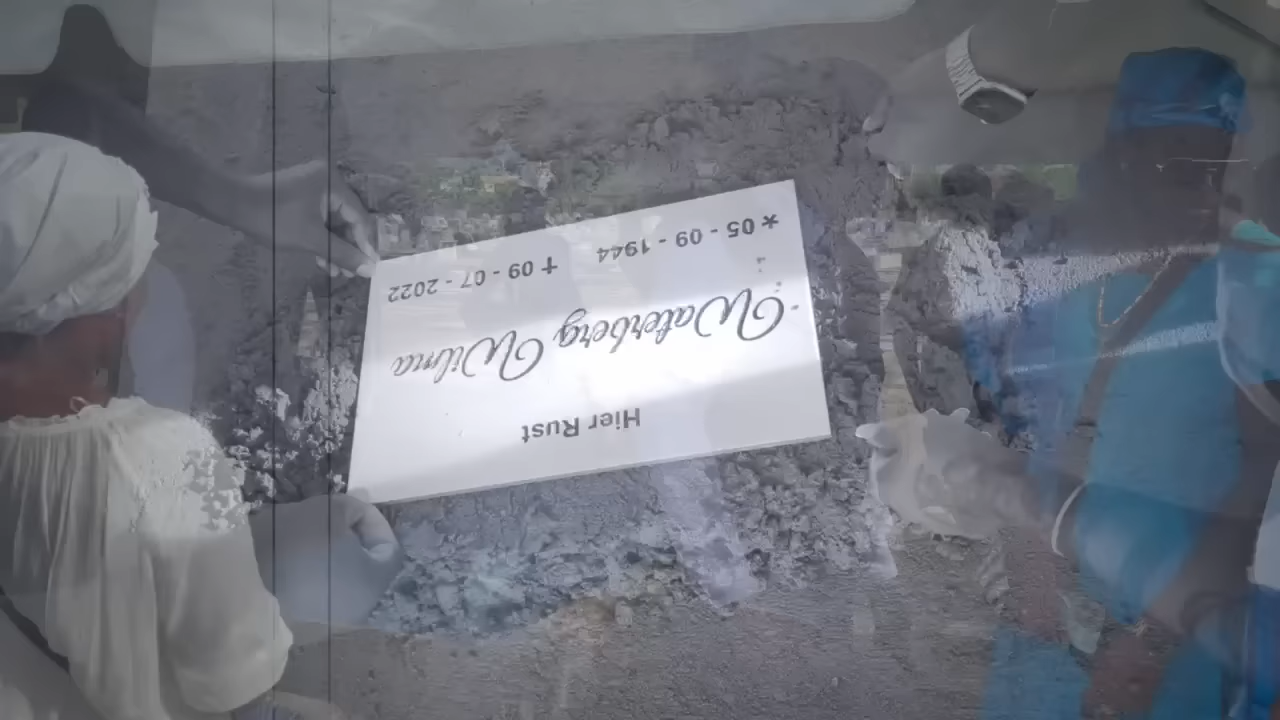 Hier Rust
Waterberg Wilma
* 05 - 09 - 1944 † 09 - 07 - 2022